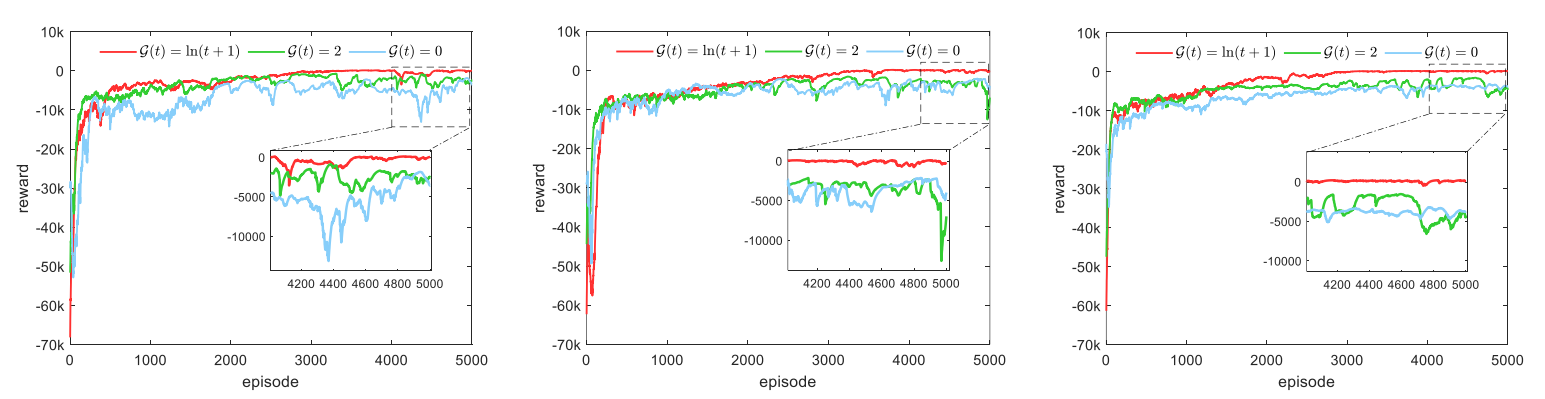 10k
0
-10k
-20k
-30k
-40k
-50k
-60k
-70k
reward
𝒢(t) = ln(t + 1) 𝒢(t) = 2 𝒢(t) = 0
0
-5000
-10000
4200 4400 4600 4800 5000
0 1000 2000 3000 4000 5000
episode
10k
0
-10k
-20k
-30k
-40k
-50k
-60k
-70k
reward
𝒢(t) = ln(t + 1) 𝒢(t) = 2 𝒢(t) = 0
0
-5000
-10000
4200 4400 4600 4800 5000
0 1000 2000 3000 4000 5000
episode
10k
0
-10k
-20k
-30k
-40k
-50k
-60k
-70k
reward
𝒢(t) = ln(t + 1) 𝒢(t) = 2 𝒢(t) = 0
0
-5000
-10000
4200 4400 4600 4800 5000
0 1000 2000 3000 4000 5000
episode